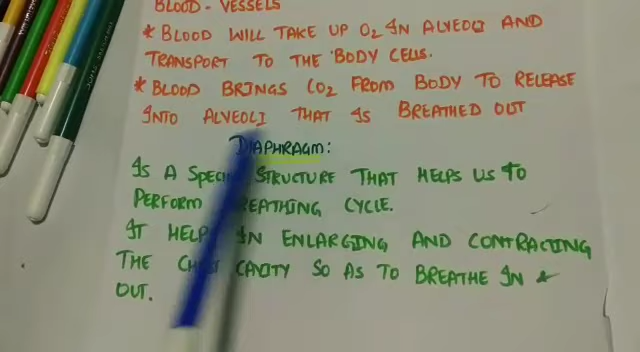 BLOOD - VESSELS
* BLOOD WILL TAKE UP O2 IN ALVEOLI AND
TRANSPORT TO THE BODY CELLS.
* BLOOD BRINGS CO2 FROM BODY TO RELEASE
INTO ALVEOLI THAT IS BREATHED OUT
DIAPHRAGM:
IS A STRUCTURE THAT HELPS US TO
PERFORM BREATHING CYCLE.
IT HELP IN ENLARGING AND CONTRACTING
THE CHEST CAVITY SO AS TO BREATHE IN &
OUT.